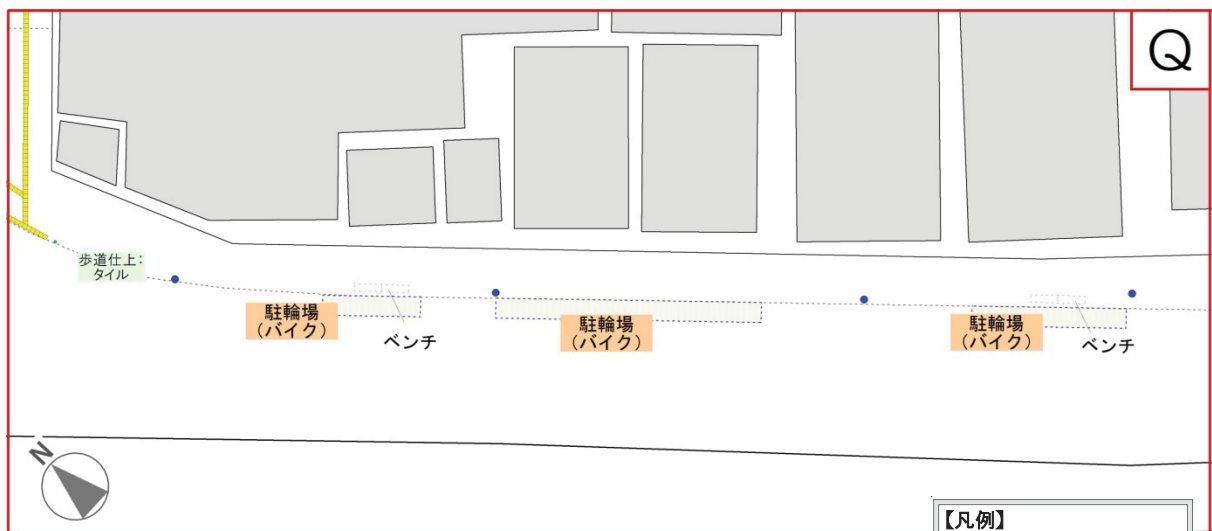 Q
歩道仕上:
タイル
駐輪場
(バイク)
ベンチ
駐輪場
(バイク)
駐輪場
(バイク)
ベンチ
N
【凡例】